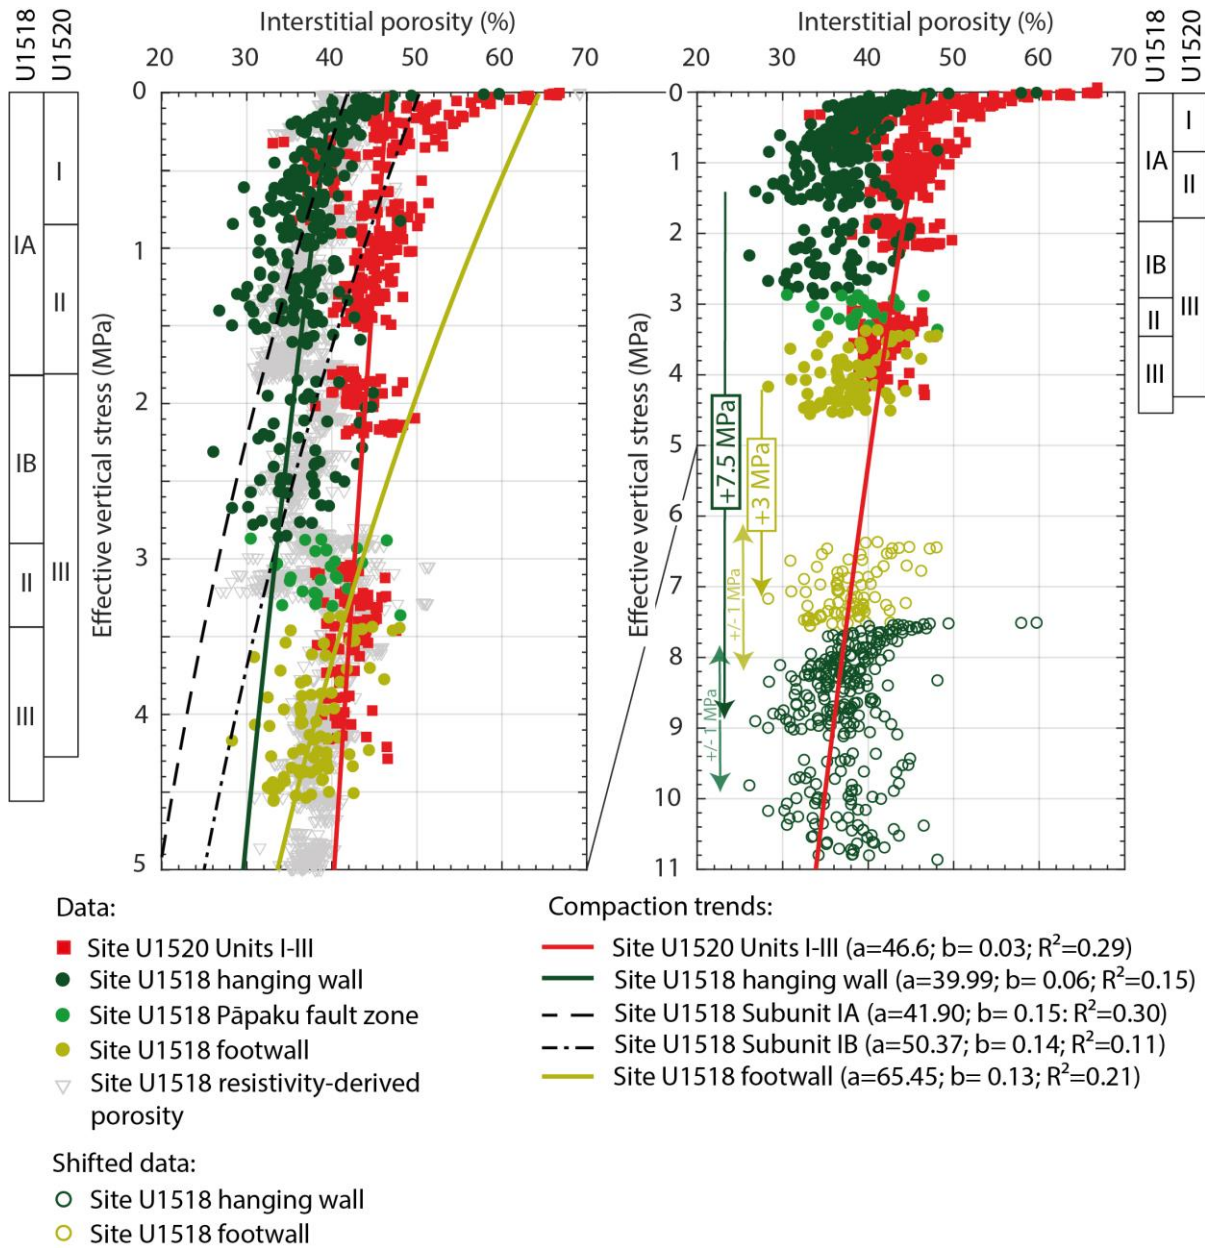 Interstitial porosity (%)
Interstitial porosity (%)
U1518
U1520
20 30 40 50 60 70
20 30 40 50 60 70
U1518
U1520
0
1
2
3
4
5
20 30 40 50 60 70
Effective vertical stress (MPa)
IA
IB
II
III
I
II
III
0
1
2
3
4
5
6
7
8
9
10
11
Effective vertical stress (MPa)
+7.5 MPa
+3 MPa
+/- 1 MPa
+/- 1 MPa
IA
IB
II
III
I
II
III
Data:
Site U1520 Units I-III
Site U1518 hanging wall
Site U1518 Pāpaku fault zone
Site U1518 footwall
Site U1518 resistivity-derived
porosity
Shifted data:
Site U1518 hanging wall
Site U1518 footwall
Compaction trends:
Site U1520 Units I-III (a=46.6; b= 0.03; R²=0.29)
Site U1518 hanging wall (a=39.99; b= 0.06; R²=0.15)
Site U1518 Subunit IA (a=41.90; b= 0.15: R²=0.30)
Site U1518 Subunit IB (a=50.37; b= 0.14; R²=0.11)
Site U1518 footwall (a=65.45; b= 0.13; R²=0.21)